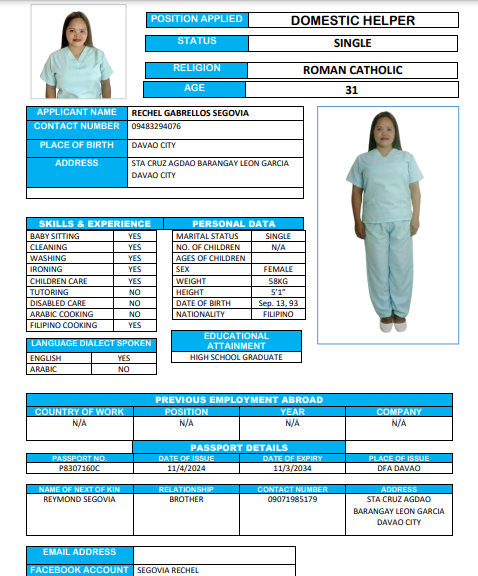 POSITION APPLIED DOMESTIC HELPER
STATUS SINGLE
RELIGION ROMAN CATHOLIC
AGE 31
APPLICANT NAME RECHEL GABRELLOS SEGOVIA
CONTACT NUMBER 09483294076
PLACE OF BIRTH DAVAO CITY
ADDRESS STA CRUZ AGDAO BARANGAY LEON GARCIA
DAVAO CITY
SKILLS & EXPERIENCE
BABY SITTING YES
CLEANING YES
WASHING YES
IRONING YES
CHILDREN CARE YES
TUTORING NO
DISABLED CARE NO
ARABIC COOKING NO
FILIPINO COOKING YES
PERSONAL DATA
MARITAL STATUS SINGLE
NO. OF CHILDREN N/A
AGES OF CHILDREN
SEX FEMALE
WEIGHT 58KG
HEIGHT 5'1"
DATE OF BIRTH Sep. 13, 93
NATIONALITY FILIPINO
LANGUAGE DIALECT SPOKEN
ENGLISH YES
ARABIC NO
EDUCATIONAL
ATTAINMENT
HIGH SCHOOL GRADUATE
PREVIOUS EMPLOYMENT ABROAD
COUNTRY OF WORK POSITION YEAR COMPANY
N/A N/A N/A N/A
PASSPORT DETAILS
PASSPORT NO. DATE OF ISSUE DATE OF EXPIRY PLACE OF ISSUE
P8307160C 11/4/2024 11/3/2034 DFA DAVAO
NAME OF NEXT OF KIN RELATIONSHIP CONTACT NUMBER ADDRESS
REYMOND SEGOVIA BROTHER 09071985179 STA CRUZ AGDAO
BARANGAY LEON GARCIA
DAVAO CITY
EMAIL ADDRESS
FACEBOOK ACCOUNT SEGOVIA RECHEL